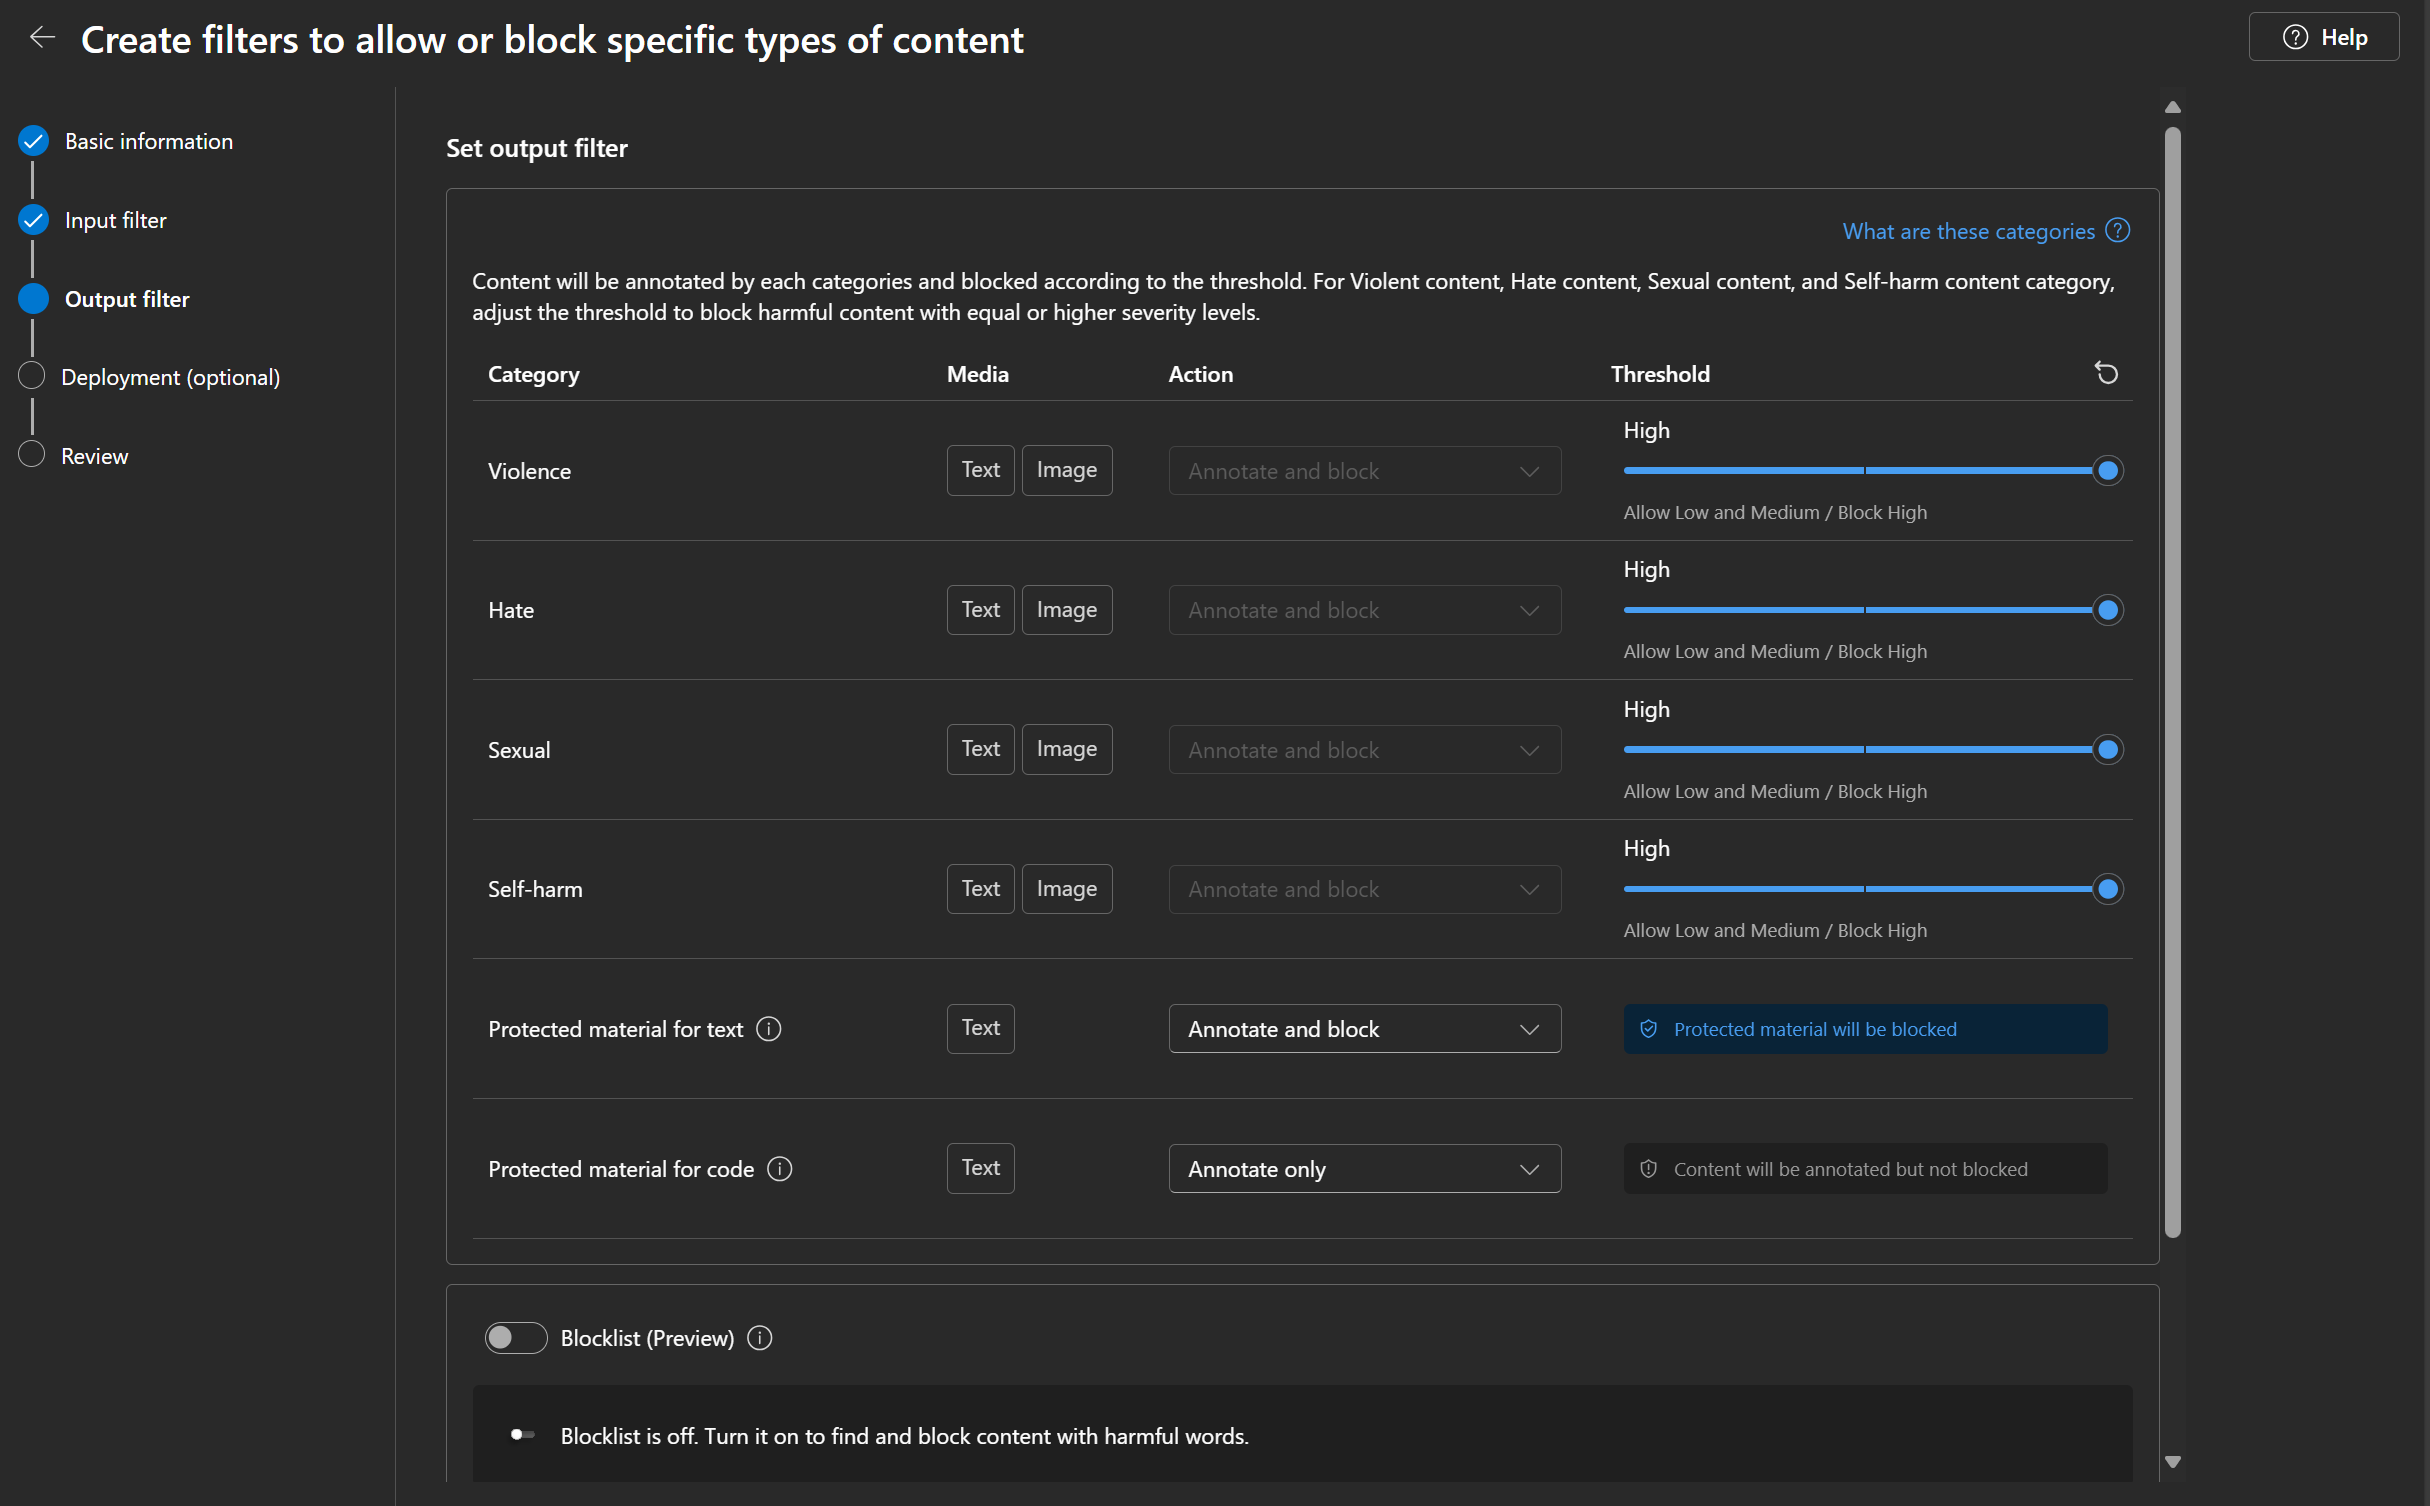 Create filters to allow or block specific types of content
Help
Basic information
Input filter
Output filter
Deployment (optional)
Review
Set output filter
What are these categories
Content will be annotated by each categories and blocked according to the threshold. For Violent content, Hate content, Sexual content, and Self-harm content category,
adjust the threshold to block harmful content with equal or higher severity levels.
Category Media Action Threshold
High
Violence Text Image Annotate and block
Allow Low and Medium / Block High
High
Hate Text Image Annotate and block
Allow Low and Medium / Block High
High
Sexual Text Image Annotate and block
Allow Low and Medium / Block High
High
Self-harm Text Image Annotate and block
Allow Low and Medium / Block High
Protected material for text Text Annotate and block Protected material will be blocked
Protected material for code Text Annotate only Content will be annotated but not blocked
Blocklist (Preview)
Blocklist is off. Turn it on to find and block content with harmful words.